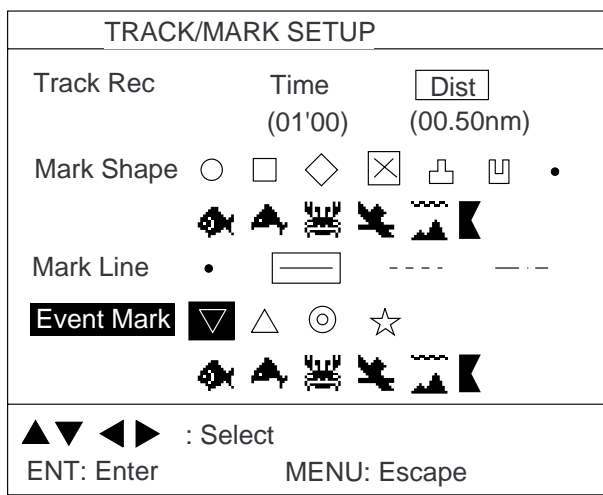 TRACK/MARK SETUP
Track Rec Time Dist
(01'00) (00.50nm)
Mark Shape
Mark Line
Event Mark
: Select
ENT: Enter MENU: Escape